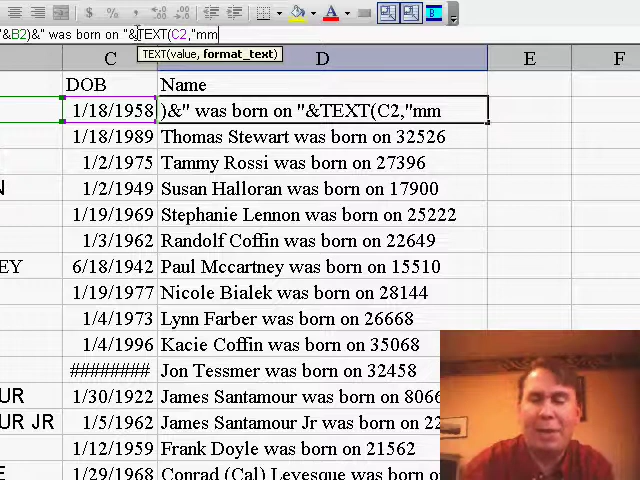 "&B2)&" was born on "&TEXT(C2,"mm
TEXT(value, format_text)
C D E F
DOB Name
1/18/1958 )&" was born on "&TEXT(C2,"mm
1/18/1989 Thomas Stewart was born on 32526
1/2/1975 Tammy Rossi was born on 27396
N 1/2/1949 Susan Halloran was born on 17900
1/19/1969 Stephanie Lennon was born on 25222
1/3/1962 Randolf Coffin was born on 22649
EY 6/18/1942 Paul Mccartney was born on 15510
1/19/1977 Nicole Bialek was born on 28144
1/4/1973 Lynn Farber was born on 26668
1/4/1996 Kacie Coffin was born on 35068
######## Jon Tessmer was born on 32458
UR 1/30/1922 James Santamour was born on 8066
UR JR 1/5/1962 James Santamour Jr was born on 22
1/12/1959 Frank Doyle was born on 21562
E 1/29/1968 Conrad (Cal) Levesque was born o